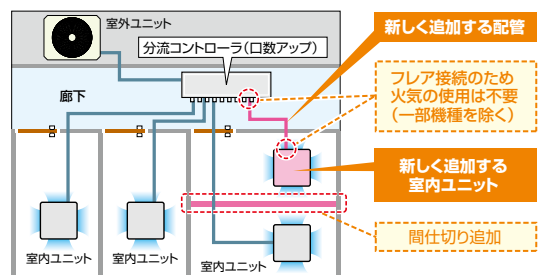 室外ユニット
分流コントローラ(口数アップ)
廊下
新しく追加する配管
フレア接続のため
火気の使用は不要
(一部機種を除く)
新しく追加する
室内ユニット
間仕切り追加
室内ユニット
室内ユニット
室内ユニット